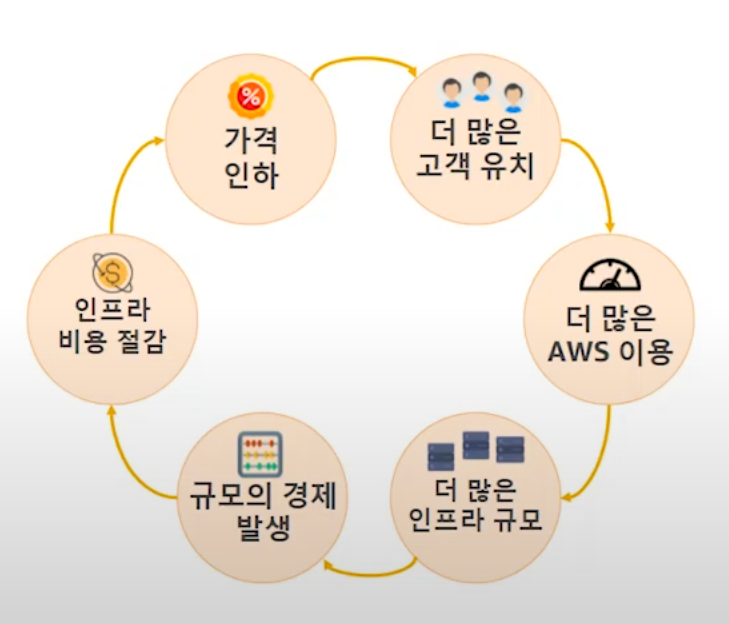 %
가격
인하
더 많은
고객 유치
더 많은
AWS 이용
더 많은
인프라 규모
규모의 경제
발생
$
인프라
비용 절감